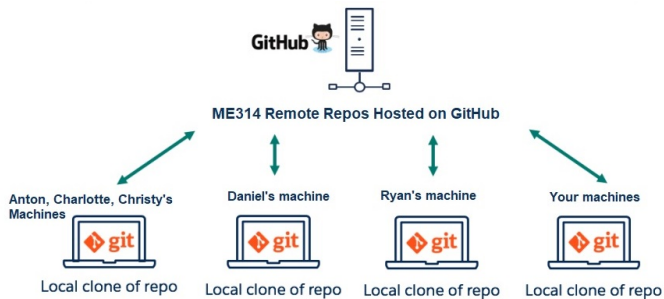 GitHub
ME314 Remote Repos Hosted on GitHub
Anton, Charlotte, Christy's
Machines
Daniel's machine
Ryan's machine
Your machines
git
git
git
git
Local clone of repo
Local clone of repo
Local clone of repo
Local clone of repo